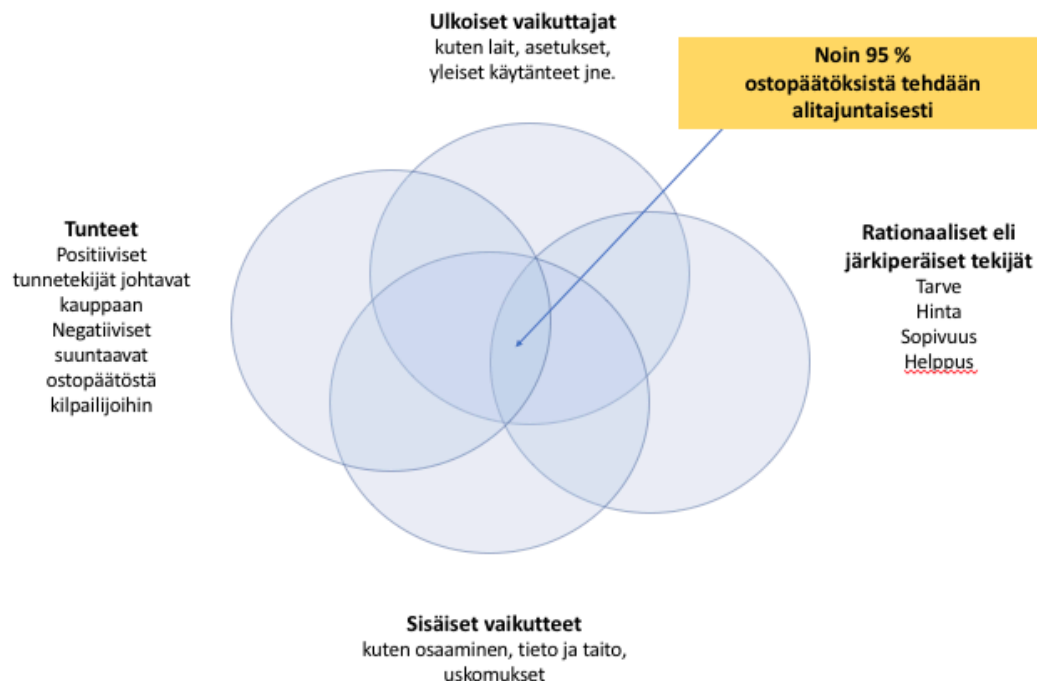 Ulkoiset vaikuttajat
kuten lait, asetukset,
yleiset käytänteet jne.
Noin 95 %
ostopäätöksistä tehdään
alitajuntaisesti
Tunteet
Positiiviset
tunnetekijät johtavat
kauppaan
Negatiiviset
suuntaavat
ostopäätöstä
kilpailijoihin
Rationaaliset eli
järkiperäiset tekijät
Tarve
Hinta
Sopivuus
Helppus
Sisäiset vaikutteet
kuten osaaminen, tieto ja taito,
uskomukset